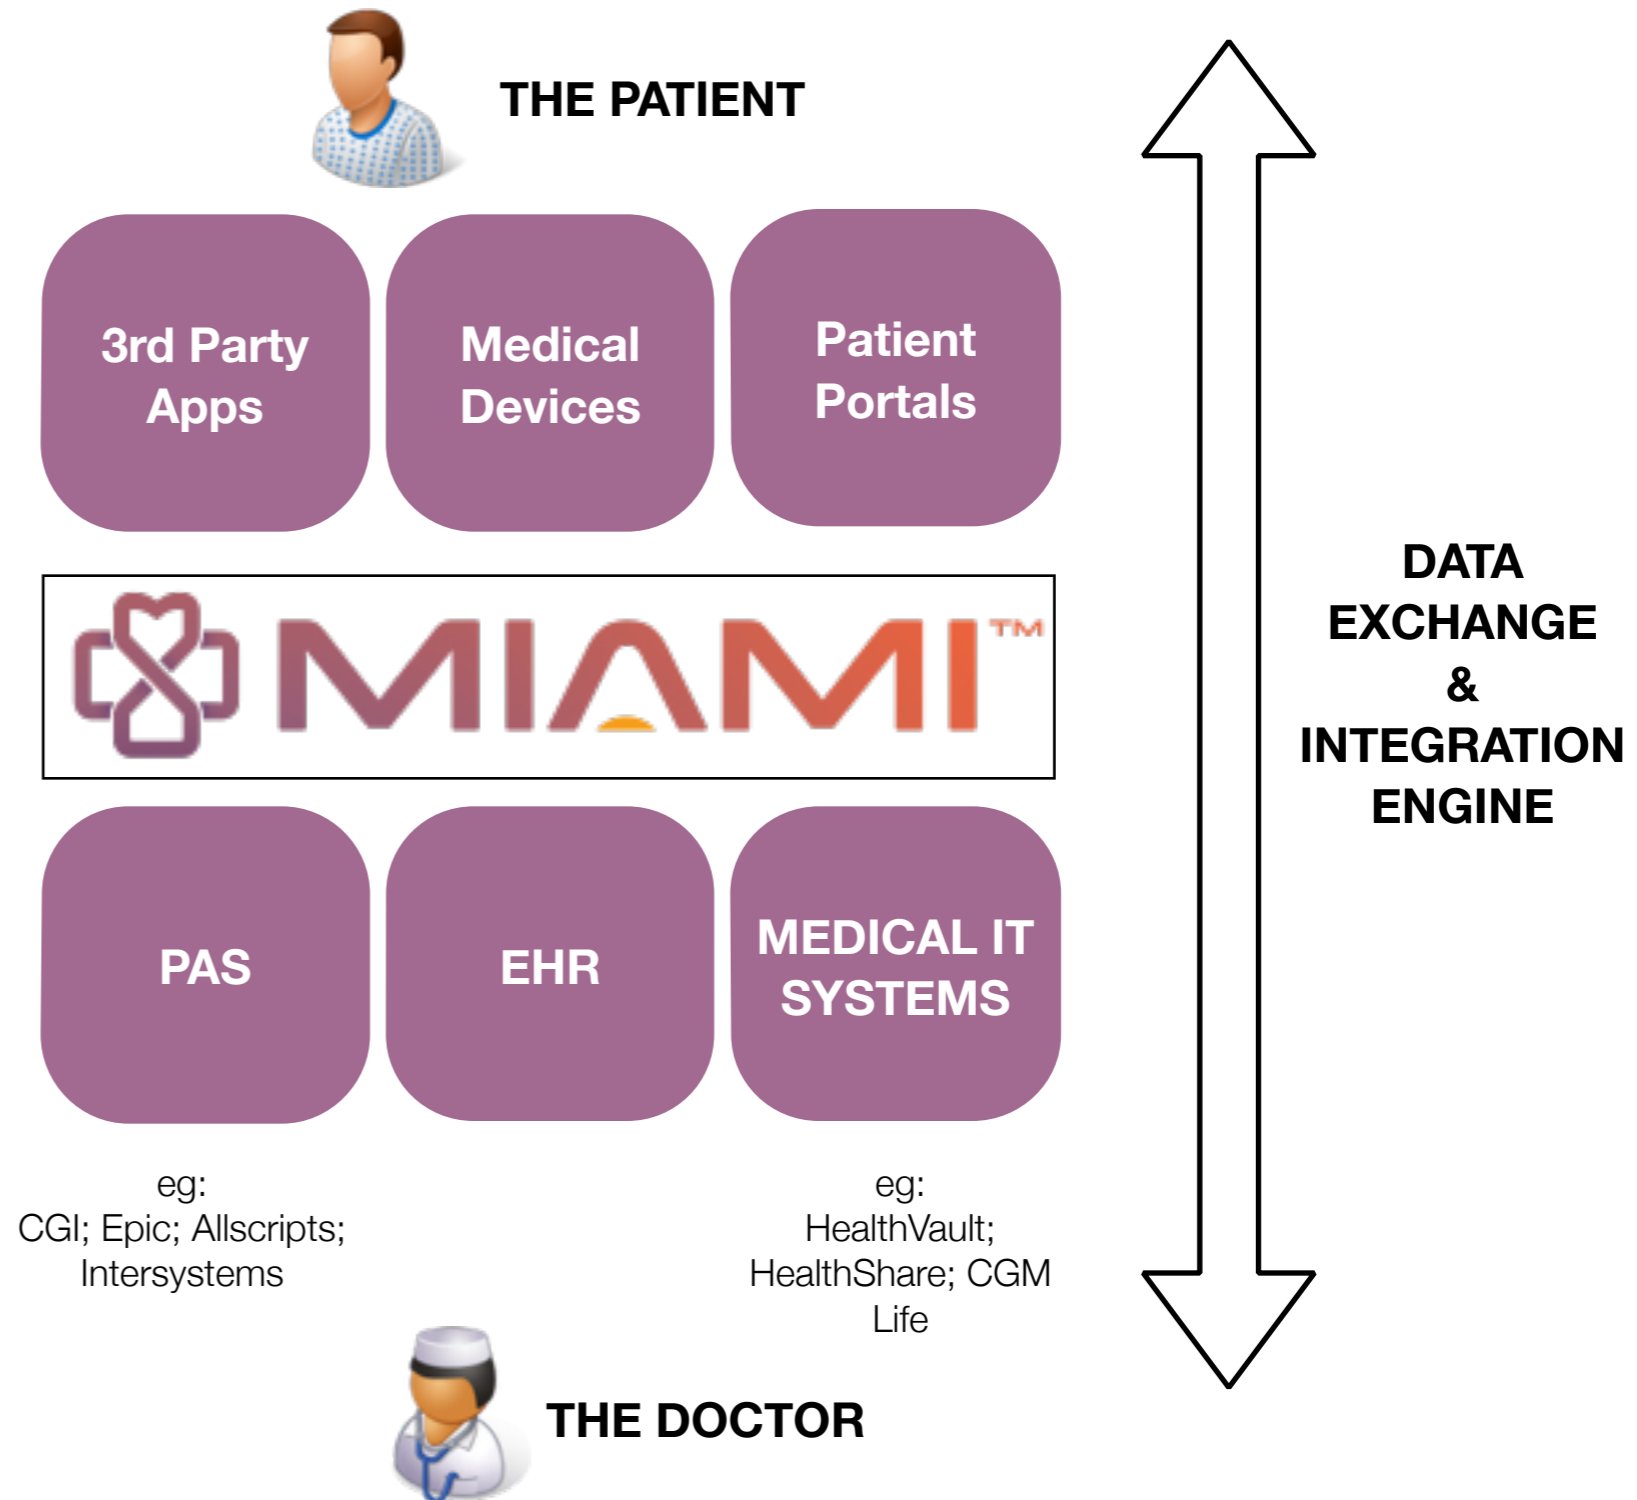 THE PATIENT
3rd Party
Apps
Medical
Devices
Patient
Portals
MIAMI™
DATA
EXCHANGE
&
INTEGRATION
ENGINE
PAS
EHR
MEDICAL IT
SYSTEMS
eg:
CGI; Epic; Allscripts;
Intersystems
eg:
HealthVault;
HealthShare; CGM
Life
THE DOCTOR